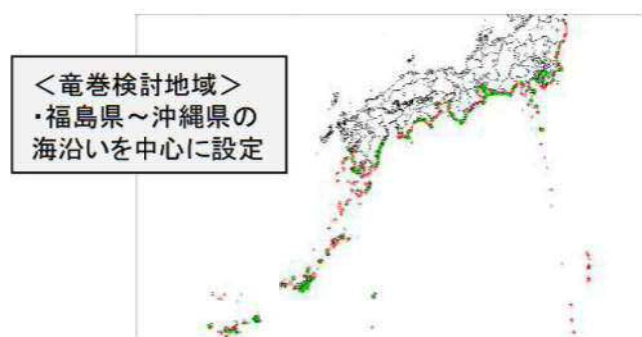 ＜竜巻検討地域＞
・福島県～沖縄県の
海沿いを中心に設定